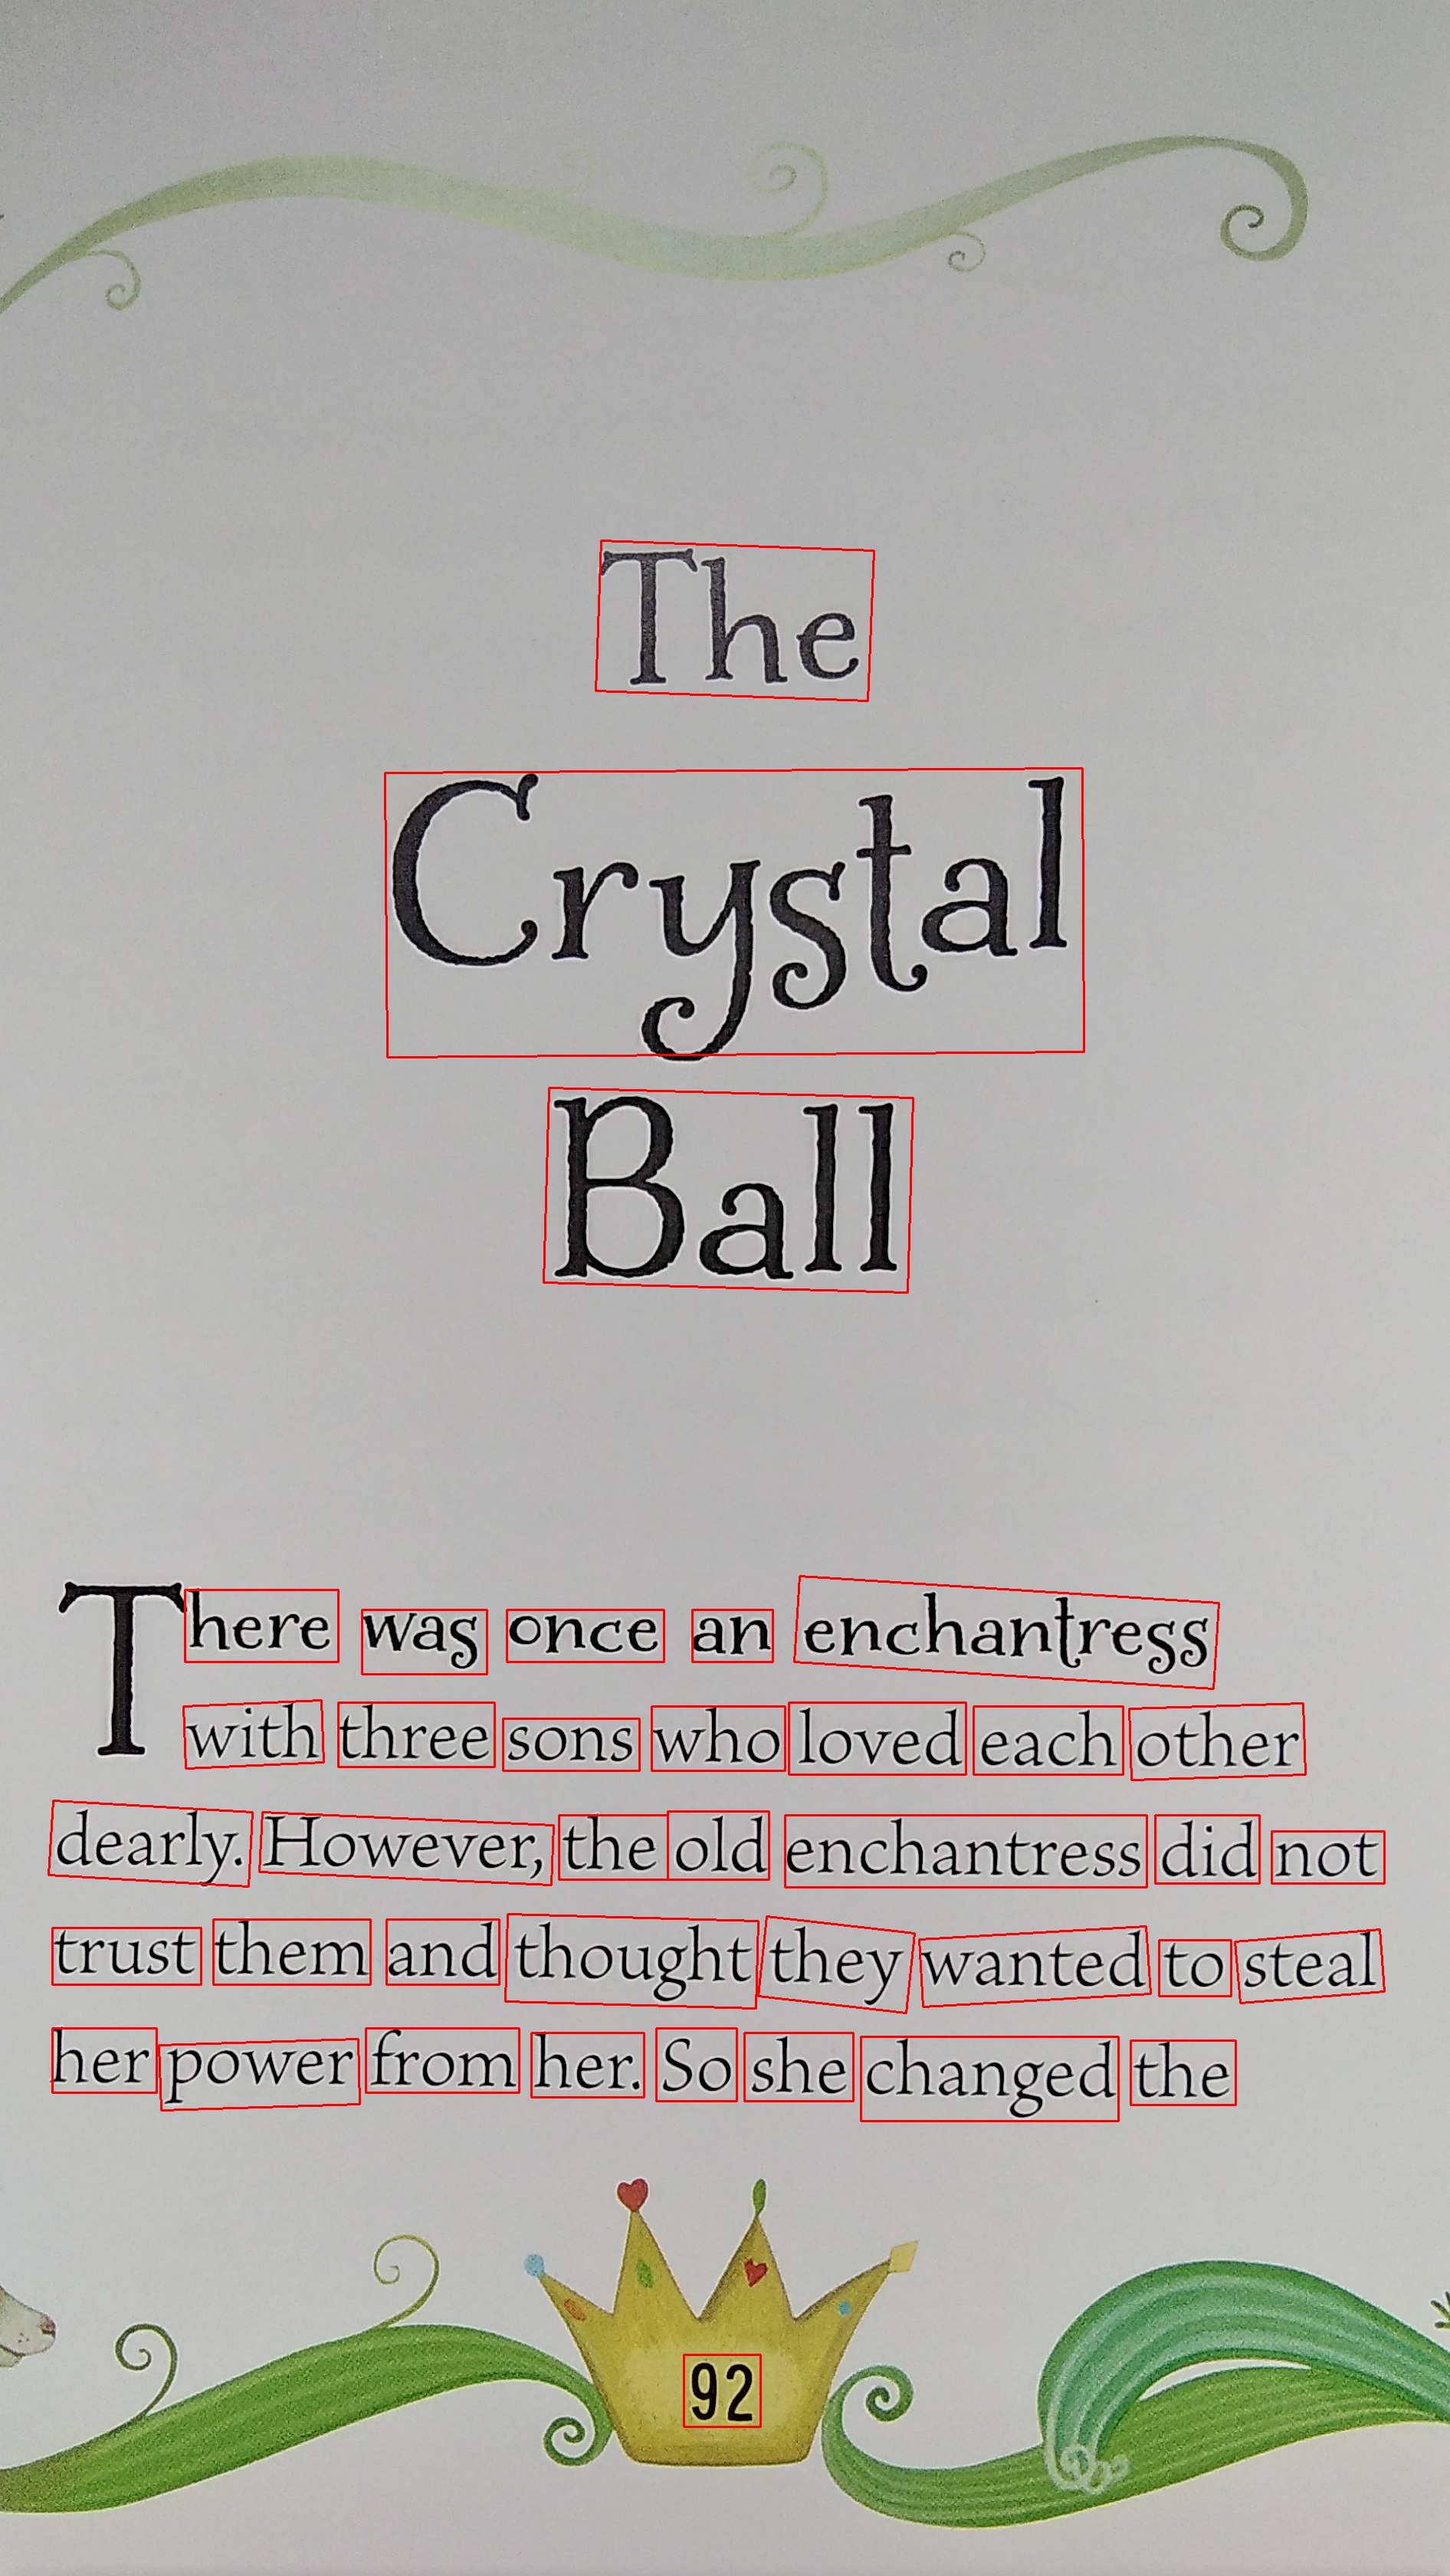 The
Crystal
Ball
There was once an enchantress
with three sons who loved each other
dearly. However, the old enchantress did not
trust them and thought they wanted to steal
her power from her. So she changed the
92